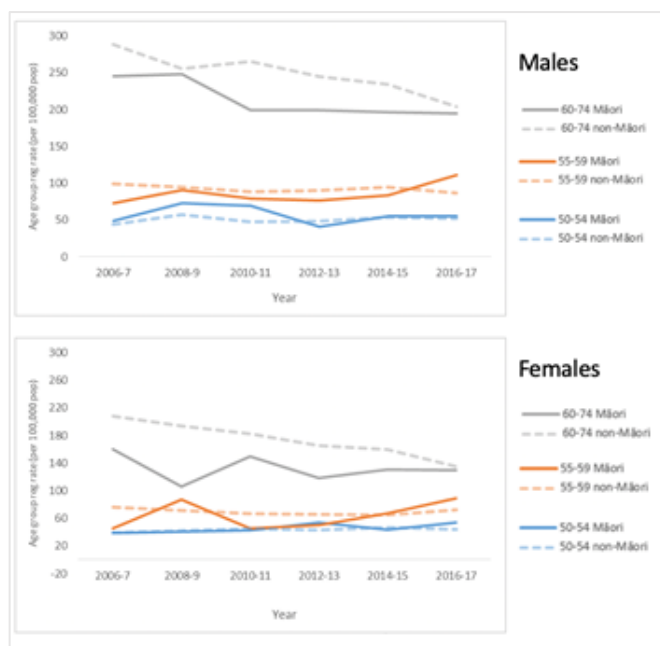 Age group reg rate (per 100,000 pop)
300
250
200
150
100
50
0
2006-7 2008-9 2010-11 2012-13 2014-15 2016-17
Year
Males
60-74 Māori
60-74 non-Māori
55-59 Māori
55-59 non-Māori
50-54 Māori
50-54 non-Māori
Age group reg rate (per 100,000 pop)
300
260
220
180
140
100
60
20
-20
2006-7 2008-9 2010-11 2012-13 2014-15 2016-17
Year
Females
60-74 Māori
60-74 non-Māori
55-59 Māori
55-59 non-Māori
50-54 Māori
50-54 non-Māori